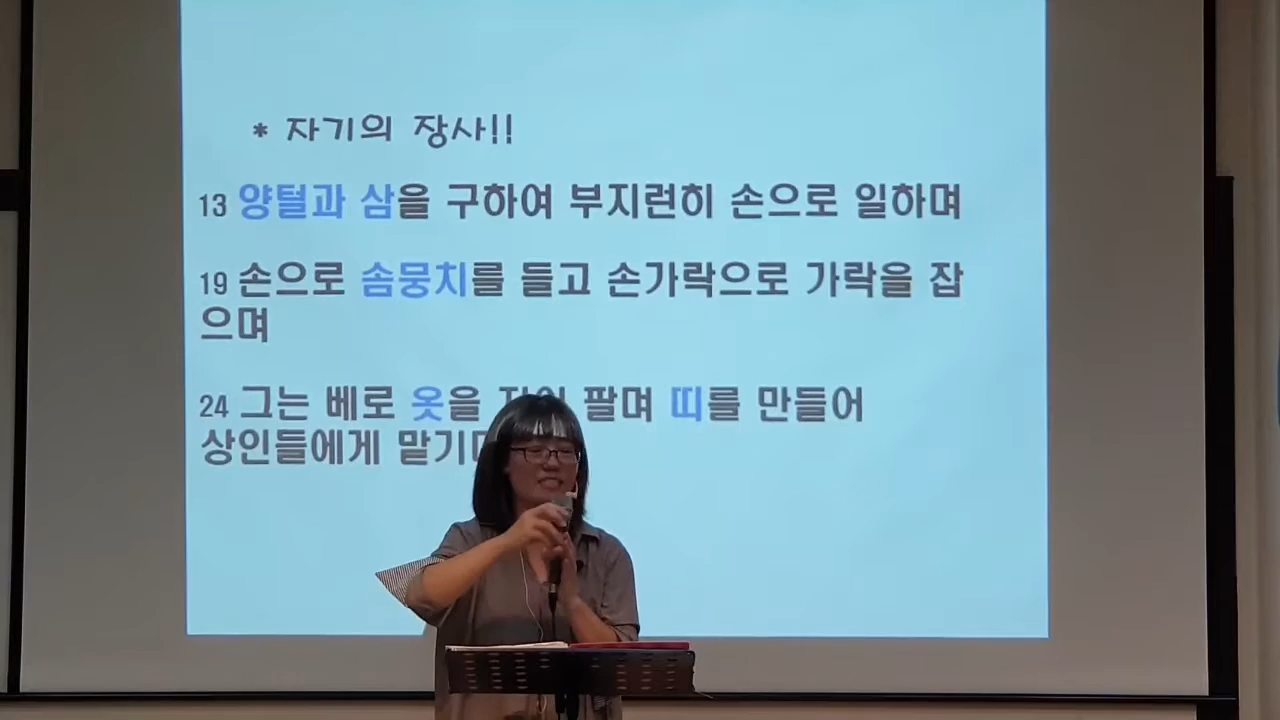 * 자기의 장사!!
13 양털과 삼을 구하여 부지런히 손으로 일하며
19 손으로 솜뭉치를 들고 손가락으로 가락을 잡
으며
24 그는 베로 옷을 팔며 띠를 만들어
상인들에게 맡기